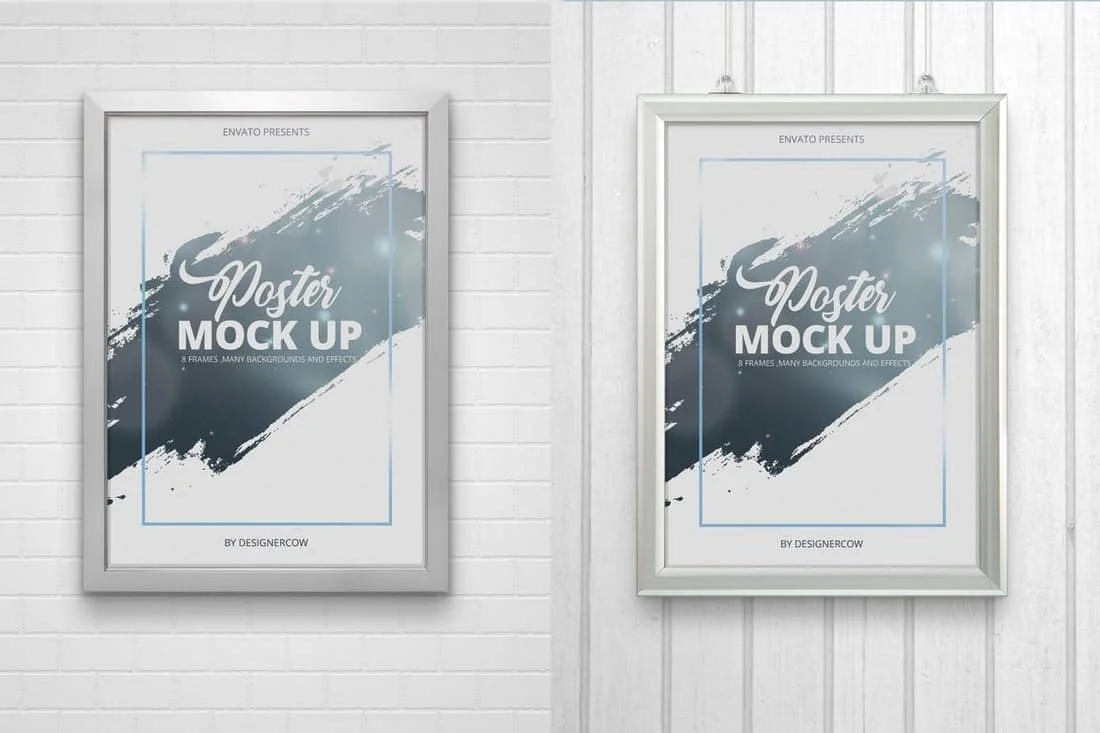 ENVATO PRESENTS
Poster
MOCK UP
8 FRAMES ,MANY BACKGROUNDS AND EFFECTS
BY DESIGNERCOW
ENVATO PRESENTS
Poster
MOCK UP
8 FRAMES ,MANY BACKGROUNDS AND EFFECTS
BY DESIGNERCOW